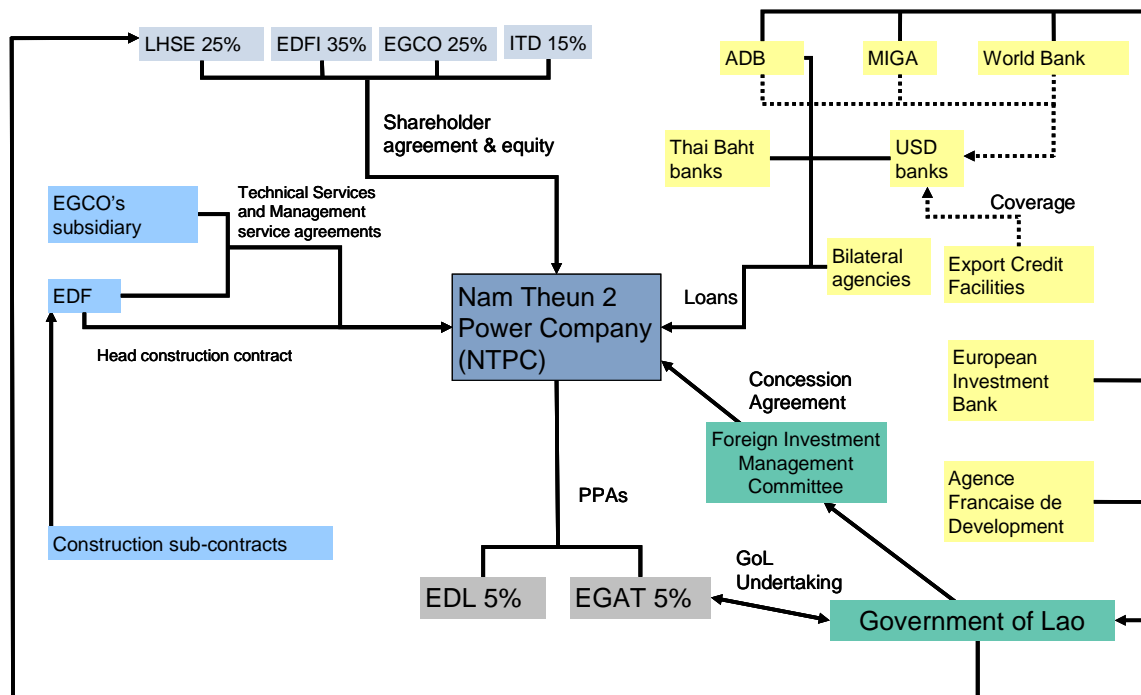 LHSE 25%
EDFI 35%
EGCO 25%
ITD 15%
ADB
MIGA
World Bank
Shareholder
agreement & equity
Thai Baht
banks
USD
banks
EGCO's
subsidiary
Technical Services
and Management
service agreements
Coverage
Bilateral
agencies
Export Credit
Facilities
EDF
Nam Theun 2
Power Company
(NTPC)
Loans
Head construction contract
European
Investment
Bank
Concession
Agreement
Foreign Investment
Management
Committee
Agence
Francaise de
Development
PPAs
Construction sub-contracts
GoL
Undertaking
EDL 5%
EGAT 5%
Government of Lao